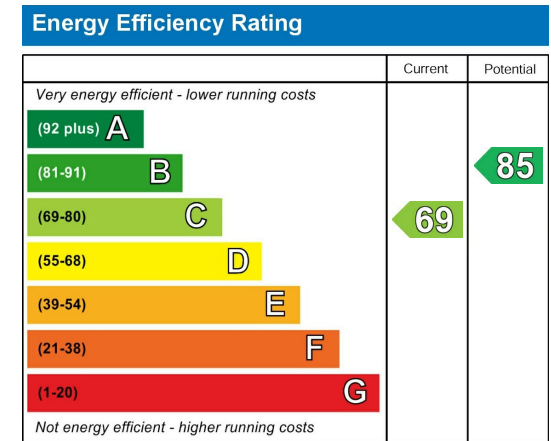 Energy Efficiency Rating
Current Potential
Very energy efficient - lower running costs
(92 plus) A
(81-91) B
85
(69-80) C
69
(55-68) D
(39-54) E
(21-38) F
(1-20) G
Not energy efficient - higher running costs